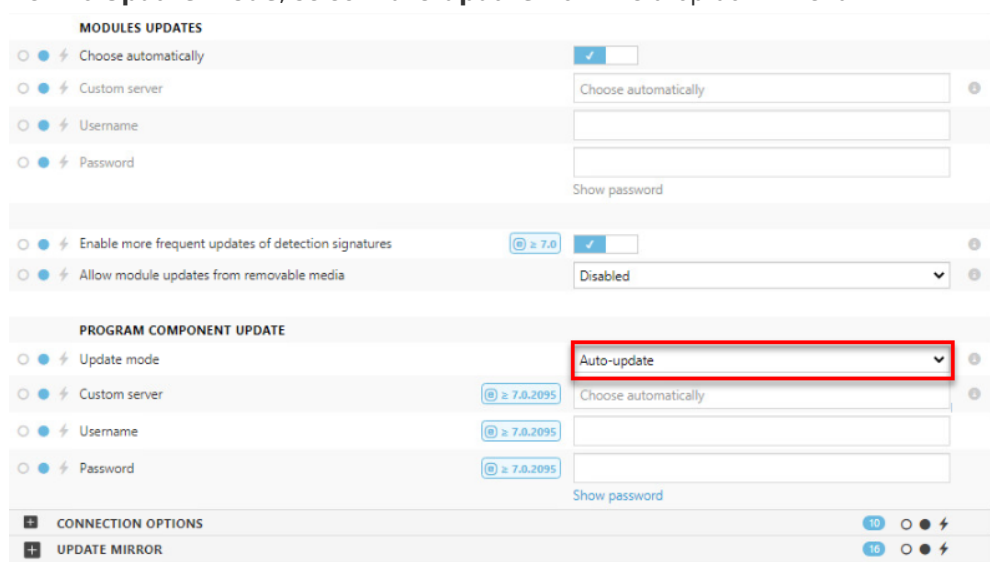 MODULES UPDATES
Choose automatically
Custom server Choose automatically
Username
Password
Show password
Enable more frequent updates of detection signatures ≥ 7.0
Allow module updates from removable media Disabled
PROGRAM COMPONENT UPDATE
Update mode Auto-update
Custom server ≥ 7.0.2095 Choose automatically
Username ≥ 7.0.2095
Password ≥ 7.0.2095
Show password
CONNECTION OPTIONS 10
UPDATE MIRROR 16